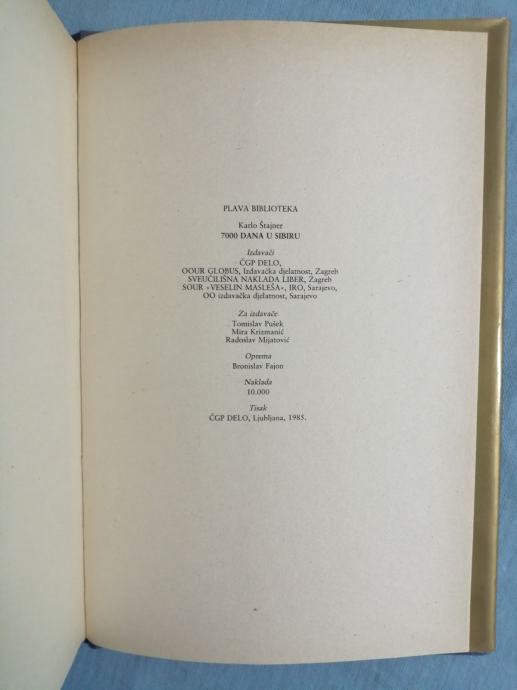 PLAVA BIBLIOTEKA
Karlo Štajner
7000 DANA U SIBIRU
Izdavači
ČGP DELO,
OOUR GLOBUS, Izdavačka djelatnost, Zagreb
SVEUČILIŠNA NAKLADA LIBER, Zagreb
SOUR «VESELIN MASLEŠA», IRO, Sarajevo,
OO izdavačka djelatnost, Sarajevo
Za izdavače
Tomislav Pušek
Mira Krizmanić
Radoslav Mijatović
Oprema
Bronislav Fajon
Naklada
10.000
Tisak
ČGP DELO, Ljubljana, 1985.